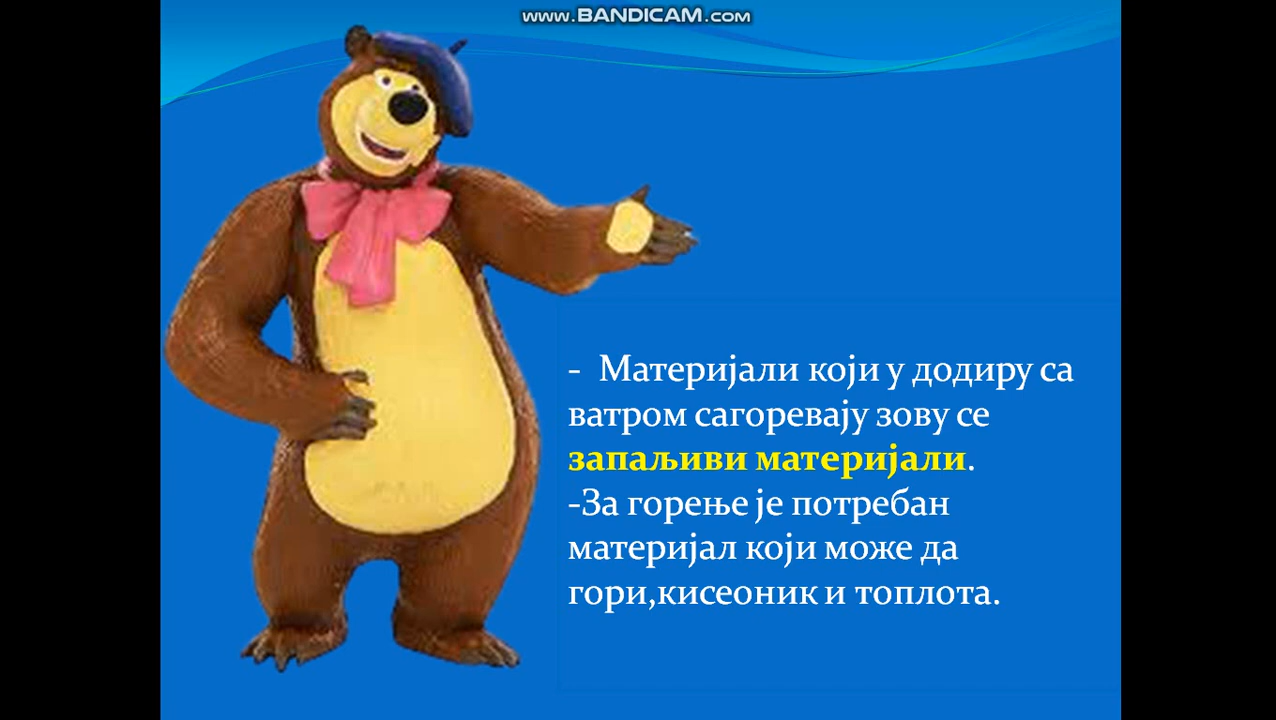 www.BANDICAM.com
- Материјали који у додиру са
ватром сагоревају зову се
запаљиви материјали.
-За горење је потребан
материјал који може да
гори,кисеоник и топлота.